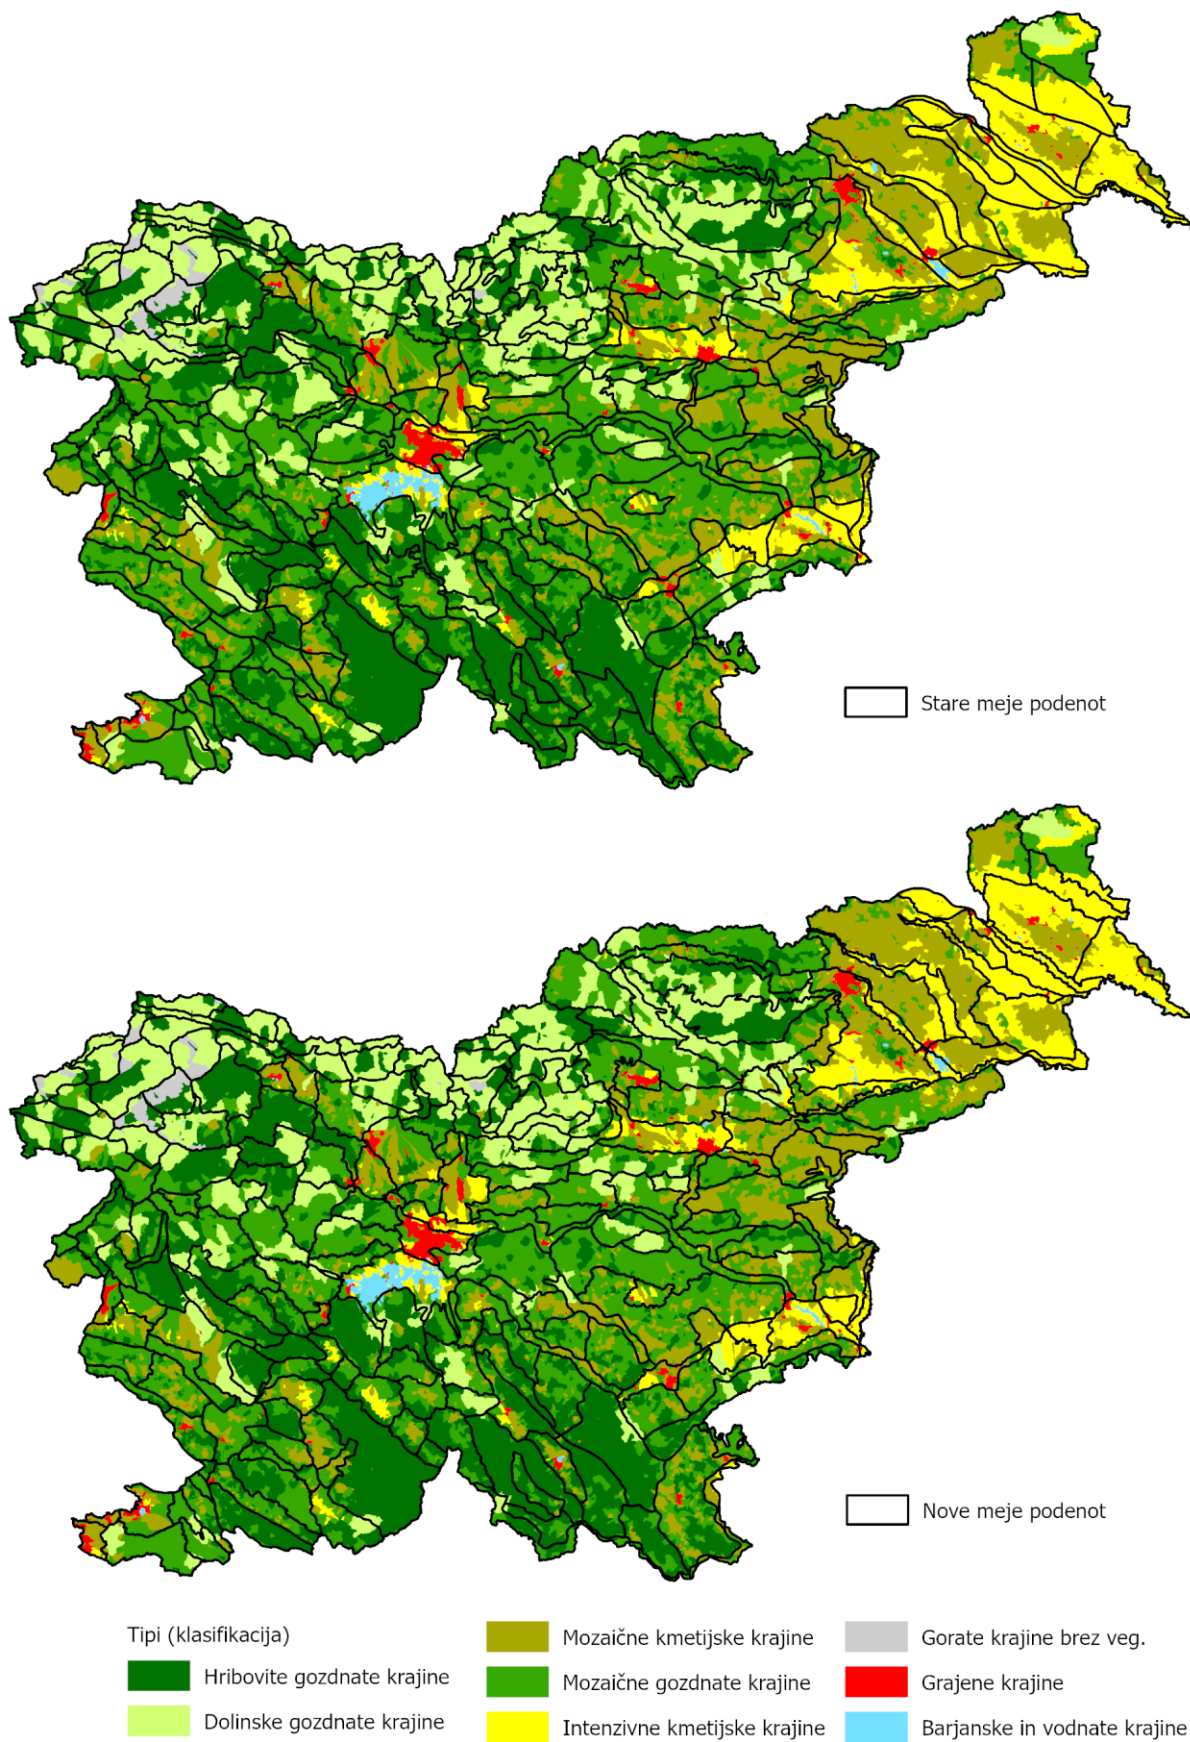 Stare meje podenot
Nove meje podenot
Tipi (klasifikacija)
Hribovite gozdnate krajine
Dolinske gozdnate krajine
Mozaične kmetijske krajine
Mozaične gozdnate krajine
Intenzivne kmetijske krajine
Gorate krajine brez veg.
Grajene krajine
Barjanske in vodnate krajine